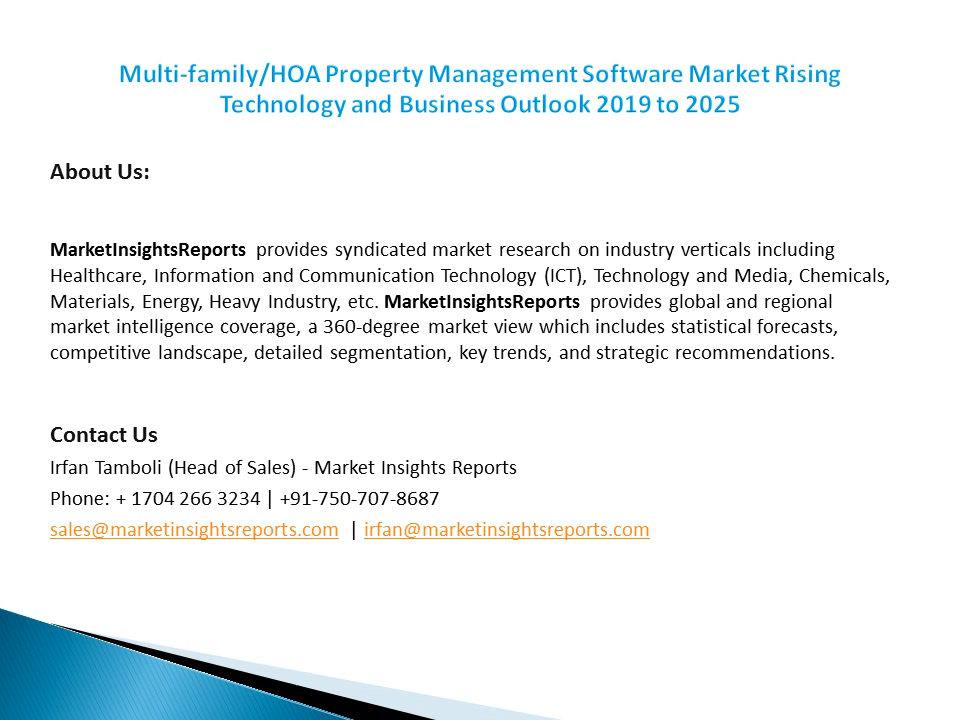 Multi-family/HOA Property Management Software Market Rising
Technology and Business Outlook 2019 to 2025
About Us:
MarketInsightsReports provides syndicated market research on industry verticals including
Healthcare, Information and Communication Technology (ICT), Technology and Media, Chemicals,
Materials, Energy, Heavy Industry, etc. MarketInsightsReports provides global and regional
market intelligence coverage, a 360-degree market view which includes statistical forecasts,
competitive landscape, detailed segmentation, key trends, and strategic recommendations.
Contact Us
Irfan Tamboli (Head of Sales) - Market Insights Reports
Phone: + 1704 266 3234 | +91-750-707-8687
sales@marketinsightsreports.com | irfan@marketinsightsreports.com